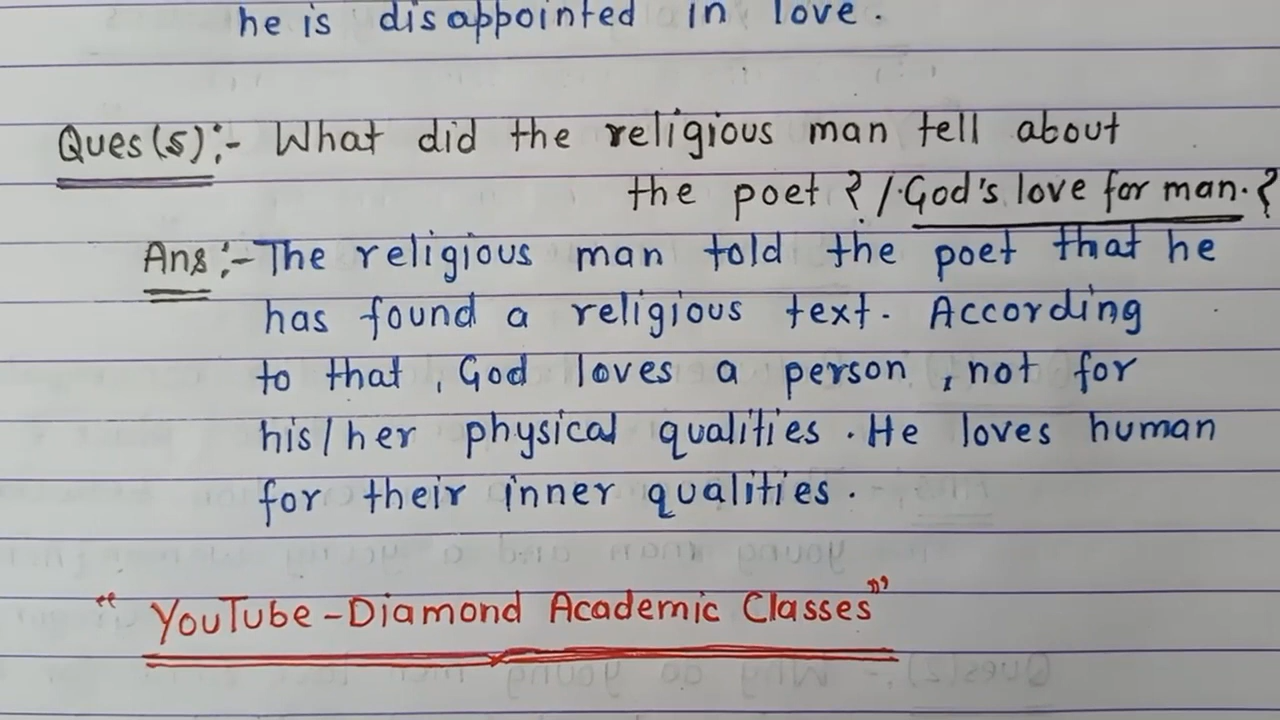 he is disappointed in love.
Ques(5):- What did the religious man tell about
the poet? /. God's love for man.?
Ans:- The religious man told the poet that he
has found a religious text. According
to that, God loves a person, not for
his/her physical qualities. He loves human
for their inner qualities.
"YouTube-Diamond Academic Classes"